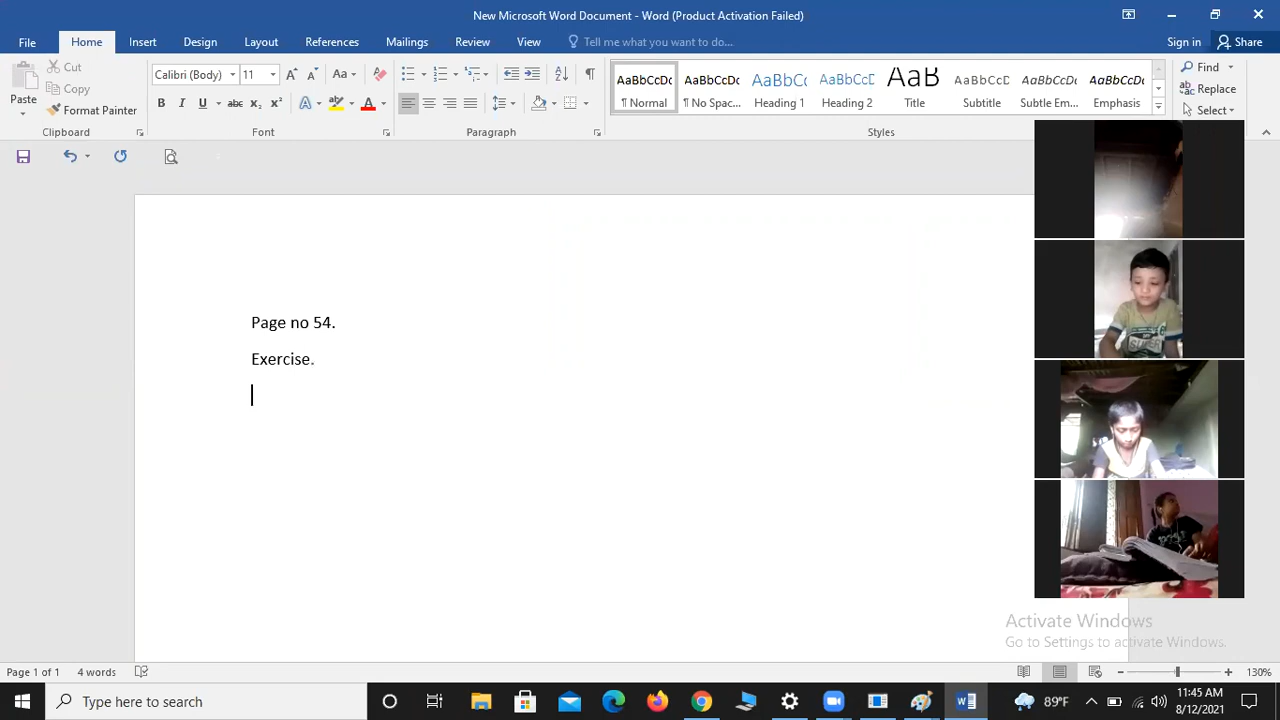 New Microsoft Word Document - Word (Product Activation Failed)
File Home Insert Design Layout References Mailings Review View Tell me what you want to do... Sign in Share
Cut
Copy
Paste
Format Painter
Clipboard
Calibri (Body) 11
Font
Paragraph
AaBbCcDc AaBbCcDc AaBbCc AaBbCcD AaB AaBbCcD AaBbCcDc AaBbCcDc
¶ Normal ¶ No Spac... Heading Heading 2 Title Subtitle Subtle Em... Emphasis
Styles
Find
Replace
Select
Page no 54.
Exercise.
SUPER
Activate Windows
Go to Settings to activate Windows.
Page 1 of 1 4 words 130%
Type here to search
89°F
11:45 AM
8/12/2021